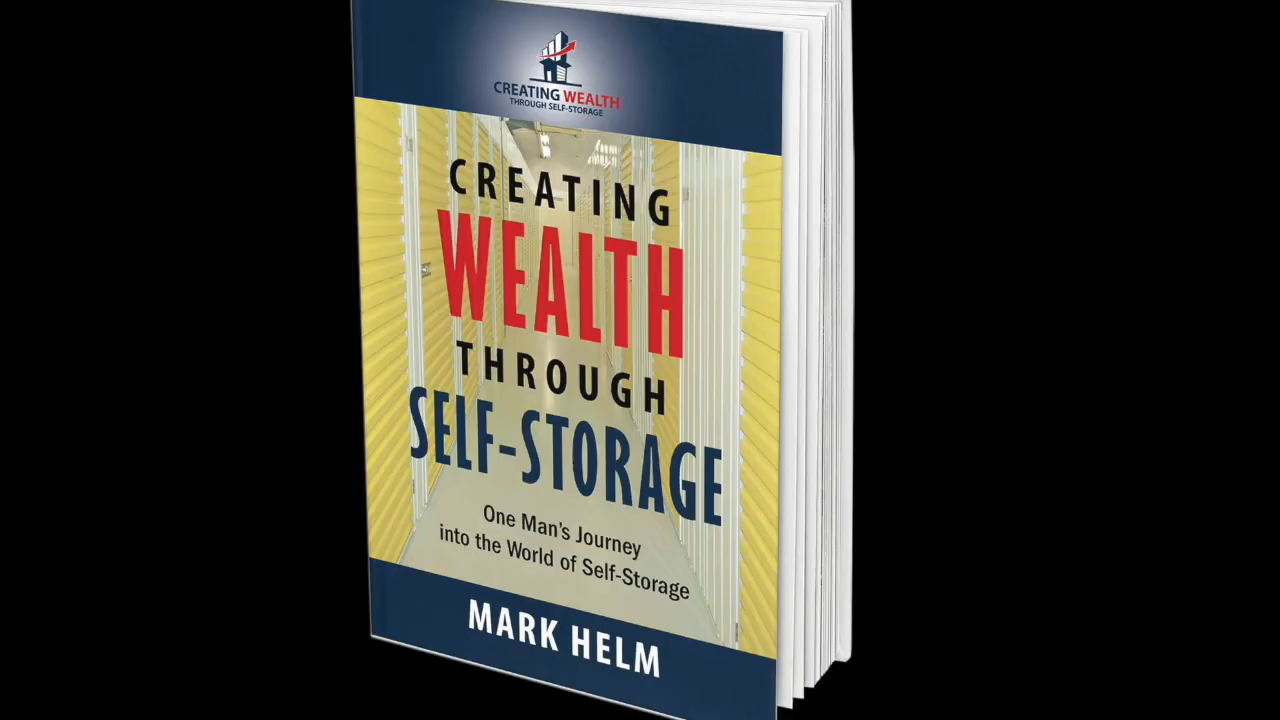 CREATING WEALTH
THROUGH SELF-STORAGE
CREATING
WEALTH
THROUGH
SELF-STORAGE
One Man's Journey
into the World of Self-Storage
MARK HELM